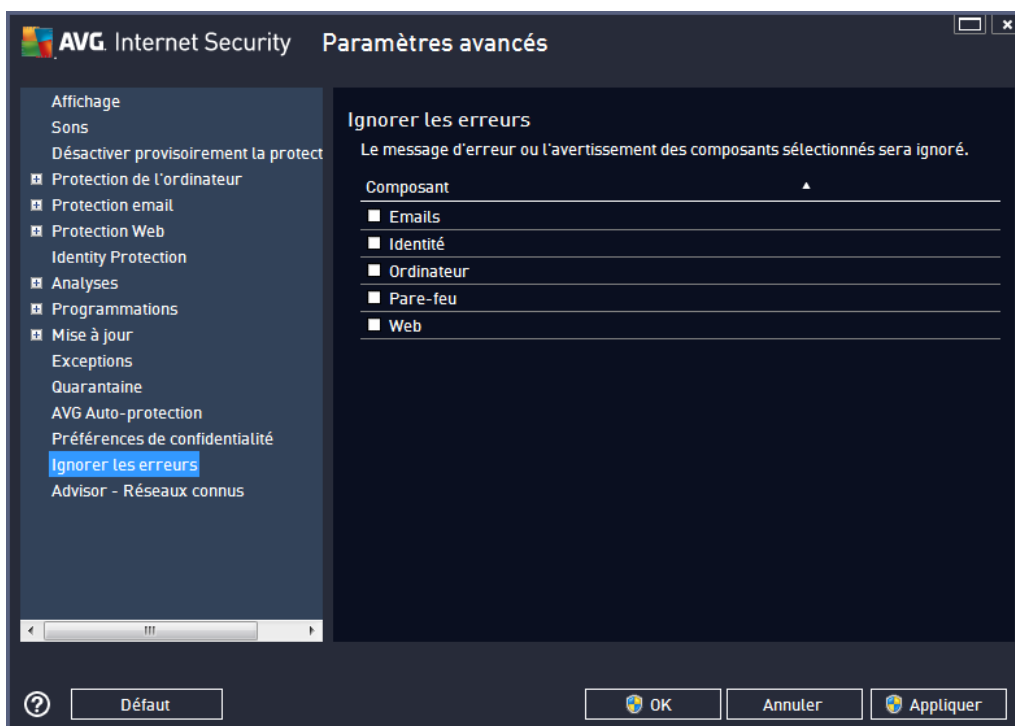 AVG. Internet Security Paramètres avancés
Affichage
Sons
Désactiver provisoirement la protect
Protection de l'ordinateur
Protection email
Protection Web
Identity Protection
Analyses
Programmations
Mise à jour
Exceptions
Quarantaine
AVG Auto-protection
Préférences de confidentialité
Ignorer les erreurs
Advisor - Réseaux connus
Ignorer les erreurs
Le message d'erreur ou l'avertissement des composants sélectionnés sera ignoré.
Composant
Emails
Identité
Ordinateur
Pare-feu
Web
? Défaut OK Annuler Appliquer